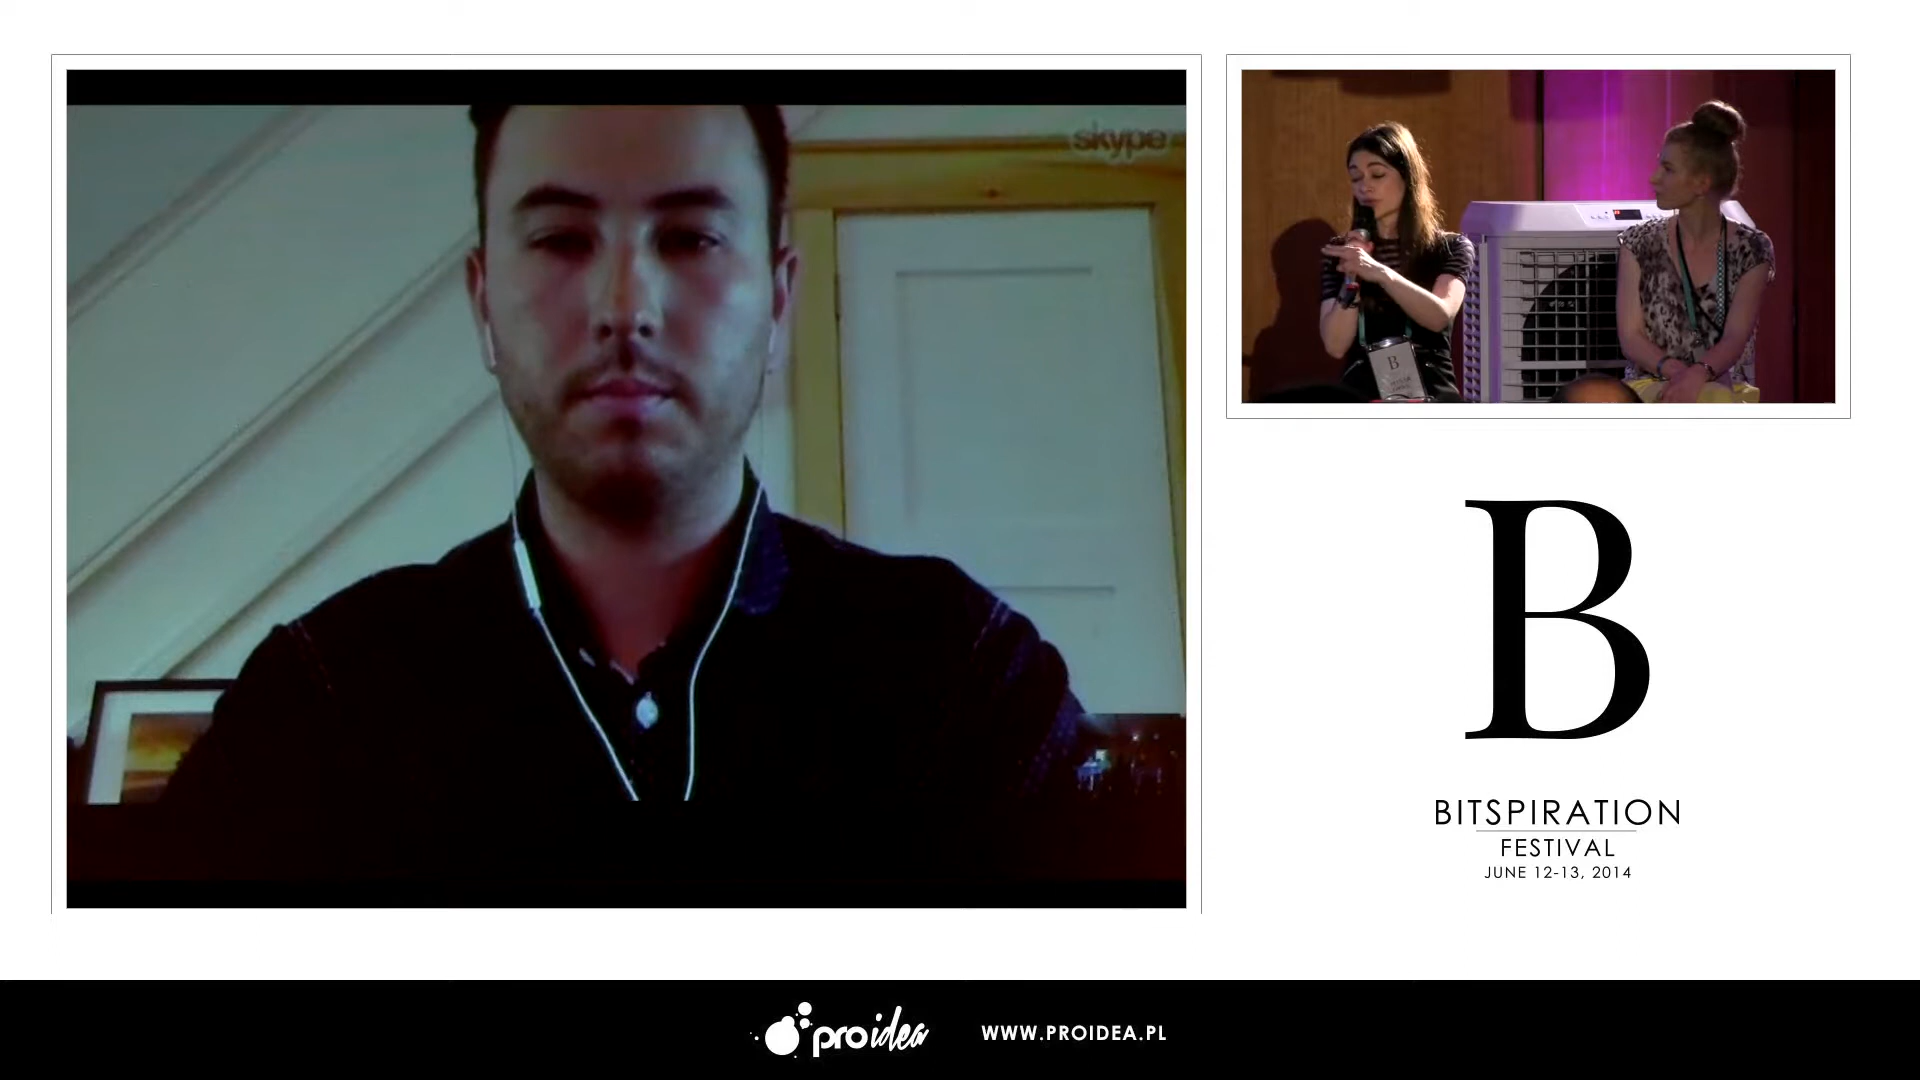 skype
B
B
BITSPIRATION
FESTIVAL
JUNE 12-13, 2014
proidea
WWW.PROIDEA.PL